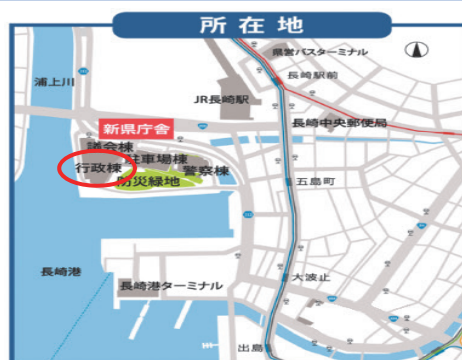 所在地
県営バスターミナル
浦上川
長崎駅前
JR長崎駅
新県庁舎
長崎中央郵便局
議会棟
駐車場棟
行政棟
警察棟
防災緑地
五島町
長崎港
大波止
長崎港ターミナル
出島